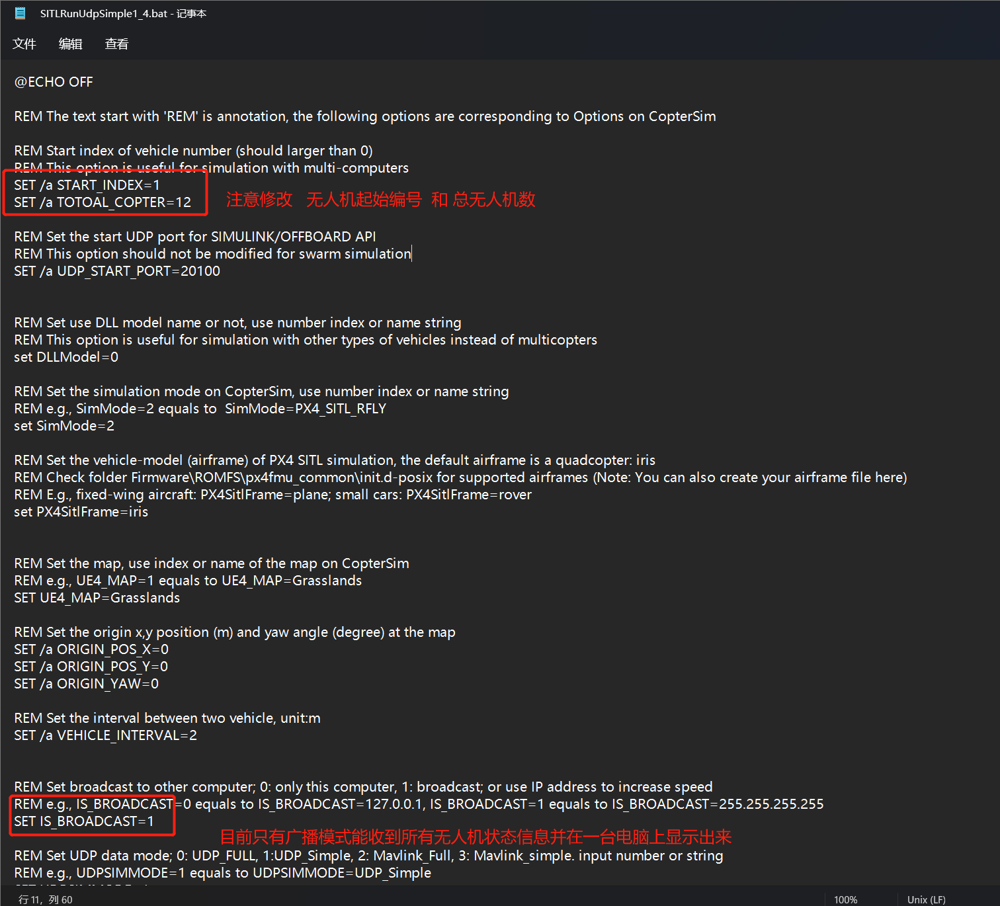 SITLRunUdpSimple1_4.bat - 记事本
文件 编辑 查看
@ECHO OFF
REM The text start with 'REM' is annotation, the following options are corresponding to Options on CopterSim
REM Start index of vehicle number (should larger than 0)
REM This option is useful for simulation with multi-computers
SET /a START_INDEX=1
SET /a TOTOAL_COPTER=12
注意修改 无人机起始编号 和 总无人机数
REM Set the start UDP port for SIMULINK/OFFBOARD API
REM This option should not be modified for swarm simulation
SET /a UDP_START_PORT=20100
REM Set use DLL model name or not, use number index or name string
REM This option is useful for simulation with other types of vehicles instead of multicopters
set DLLModel=0
REM Set the simulation mode on CopterSim, use number index or name string
REM e.g., SimMode=2 equals to  SimMode=PX4_SITL_RFLY
set SimMode=2
REM Set the vehicle-model (airframe) of PX4 SITL simulation, the default airframe is a quadcopter: iris
REM Check folder Firmware\ROMFS\px4fmu_common\init.d-posix for supported airframes (Note: You can also create your airframe file here)
REM E.g., fixed-wing aircraft: PX4SitlFrame=plane; small cars: PX4SitlFrame=rover
set PX4SitlFrame=iris
REM Set the map, use index or name of the map on CopterSim
REM e.g., UE4_MAP=1 equals to UE4_MAP=Grasslands
SET UE4_MAP=Grasslands
REM Set the origin x,y position (m) and yaw angle (degree) at the map
SET /a ORIGIN_POS_X=0
SET /a ORIGIN_POS_Y=0
SET /a ORIGIN_YAW=0
REM Set the interval between two vehicle, unit:m
SET /a VEHICLE_INTERVAL=2
REM Set broadcast to other computer; 0: only this computer, 1: broadcast; or use IP address to increase speed
REM e.g., IS_BROADCAST=0 equals to IS_BROADCAST=127.0.0.1, IS_BROADCAST=1 equals to IS_BROADCAST=255.255.255.255
SET IS_BROADCAST=1
目前只有广播模式能收到所有无人机状态信息并在一台电脑上显示出来
REM Set UDP data mode; 0: UDP_FULL, 1:UDP_Simple, 2: Mavlink_Full, 3: Mavlink_simple. input number or string
REM e.g., UDPSIMMODE=1 equals to UDPSIMMODE=UDP_Simple
行 11, 列 60 100% Unix (LF)